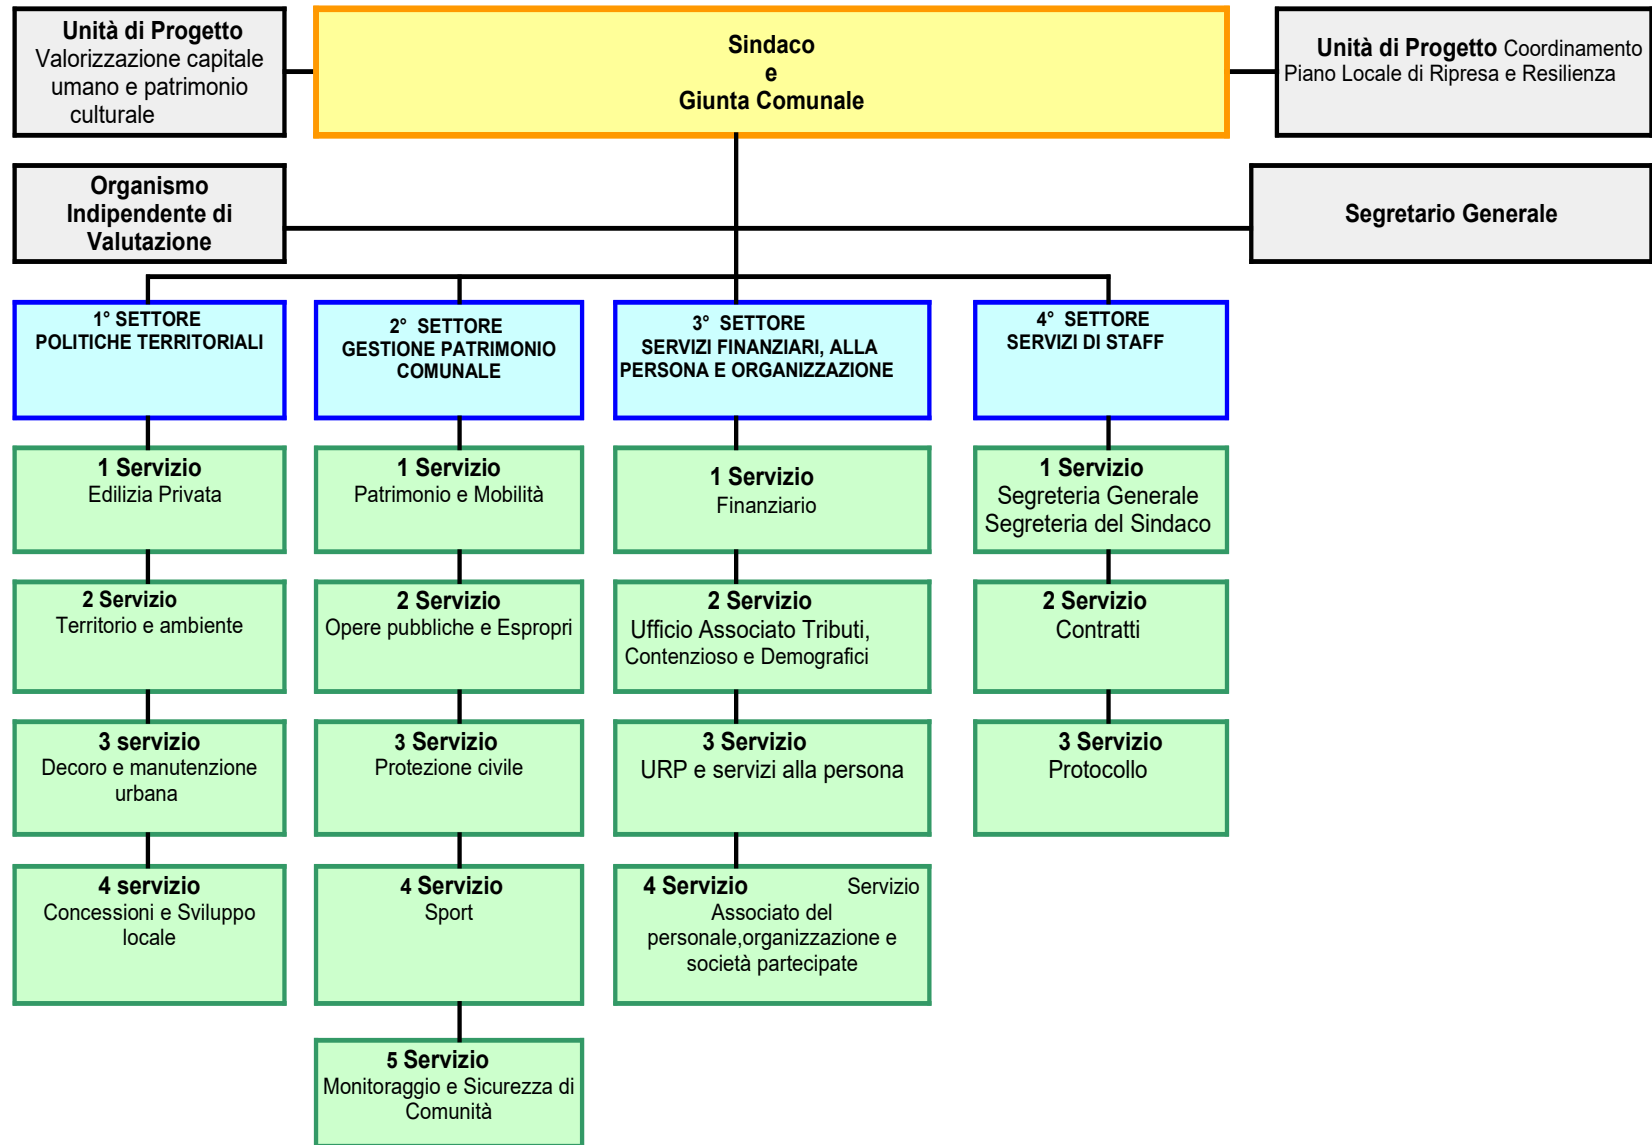 Unità di Progetto
Valorizzazione capitale
umano e patrimonio
culturale
Sindaco
e
Giunta Comunale
Unità di Progetto Coordinamento
Piano Locale di Ripresa e Resilienza
Organismo
Indipendente di
Valutazione
Segretario Generale
1° SETTORE
POLITICHE TERRITORIALI
2° SETTORE
GESTIONE PATRIMONIO
COMUNALE
3° SETTORE
SERVIZI FINANZIARI, ALLA
PERSONA E ORGANIZZAZIONE
4° SETTORE
SERVIZI DI STAFF
1 Servizio
Edilizia Privata
1 Servizio
Patrimonio e Mobilità
1 Servizio
Finanziario
1 Servizio
Segreteria Generale
Segreteria del Sindaco
2 Servizio
Territorio e ambiente
2 Servizio
Opere pubbliche e Espropri
2 Servizio
Ufficio Associato Tributi,
Contenzioso e Demografici
2 Servizio
Contratti
3 servizio
Decoro e manutenzione
urbana
3 Servizio
Protezione civile
3 Servizio
URP e servizi alla persona
3 Servizio
Protocollo
4 servizio
Concessioni e Sviluppo
locale
4 Servizio
Sport
4 Servizio Servizio
Associato del
personale,organizzazione e
società partecipate
5 Servizio
Monitoraggio e Sicurezza di
Comunità